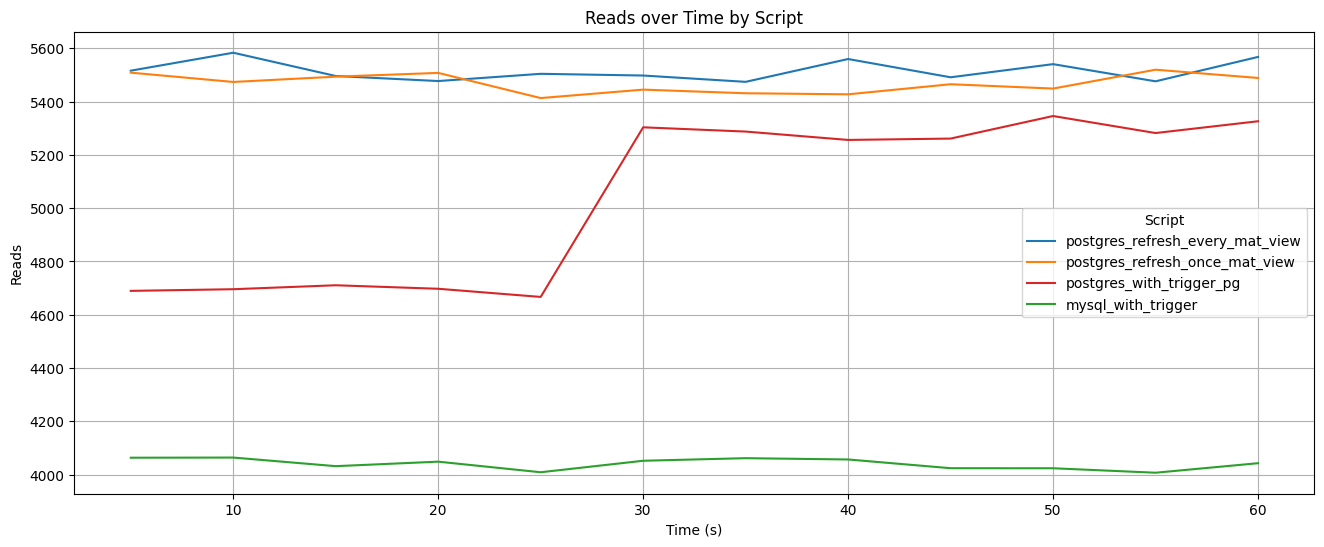 Reads over Time by Script
Reads
5600
5400
5200
5000
4800
4600
4400
4200
4000
Script
postgres_refresh_every_mat_view
postgres_refresh_once_mat_view
postgres_with_trigger_pg
mysql_with_trigger
10 20 30 40 50 60
Time (s)